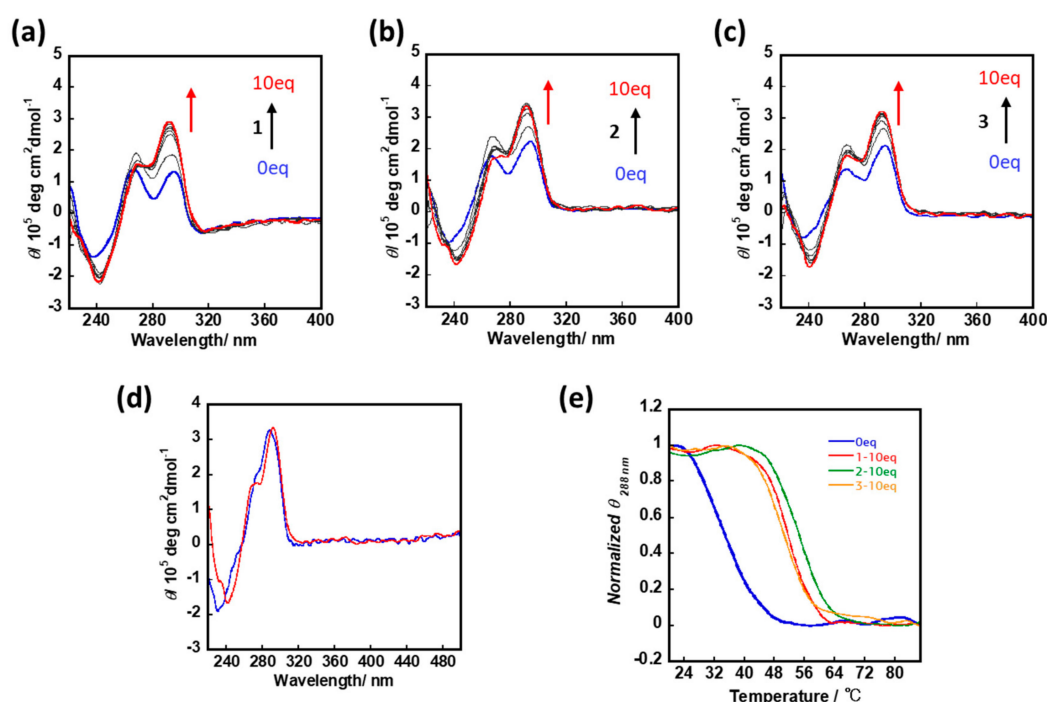 (a)
5
4
3
2
1
0
-1
-2
-3
θ/ 10⁵ deg cm²dmol⁻¹
240 280 320 360 400
Wavelength/ nm
10eq
1
0eq
(b)
5
4
3
2
1
0
-1
-2
-3
θ/ 10⁵ deg cm²dmol⁻¹
240 280 320 360 400
Wavelength/ nm
10eq
2
0eq
(c)
5
4
3
2
1
0
-1
-2
-3
θ/ 10⁵ deg cm²dmol⁻¹
240 280 320 360 400
Wavelength/ nm
10eq
3
0eq
(d)
4
3
2
1
0
-1
-3
θ/ 10⁵ deg cm²dmol⁻¹
240 280 320 360 400 440 480
Wavelength/ nm
(e)
1.2
1
0.8
0.6
0.4
0.2
0
-0.2
Normalized θ 288 nm
24 32 40 48 56 64 72 80
Temperature / ℃
0eq
1-10eq
2-10eq
3-10eq